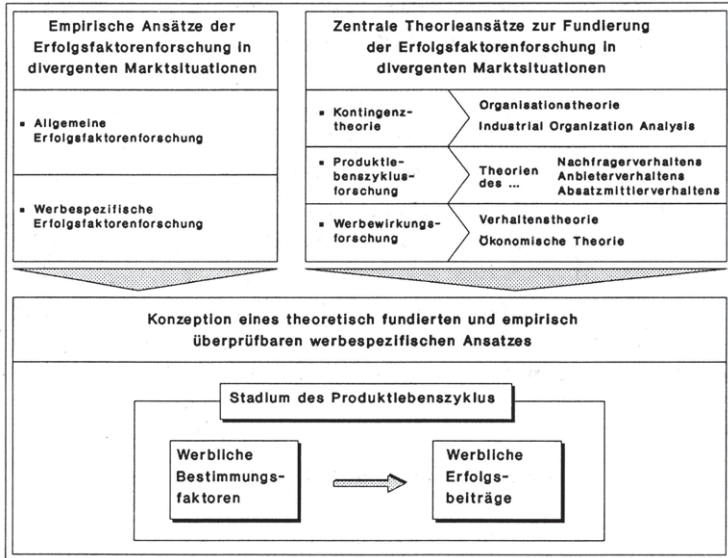 Empirische Ansätze der
Erfolgsfaktorenforschung in
divergenten Marktsituationen
▪ Allgemeine
Erfolgsfaktorenforschung
▪ Werbespezifische
Erfolgsfaktorenforschung
Zentrale Theorieansätze zur Fundierung
der Erfolgsfaktorenforschung in
divergenten Marktsituationen
▪ Kontingenz-
theorie
Organisationstheorie
Industrial Organization Analysis
▪ Produktle-
benszyklus-
forschung
Theorien
des ...
Nachfragerverhaltens
Anbieterverhaltens
Absatzmittlerverhaltens
▪ Werbewirkungs-
forschung
Verhaltenstheorie
Ökonomische Theorie
Konzeption eines theoretisch fundierten und empirisch
überprüfbaren werbespezifischen Ansatzes
Stadium des Produktlebenszyklus
Werbliche
Bestimmungs-
faktoren
Werbliche
Erfolgs-
beiträge